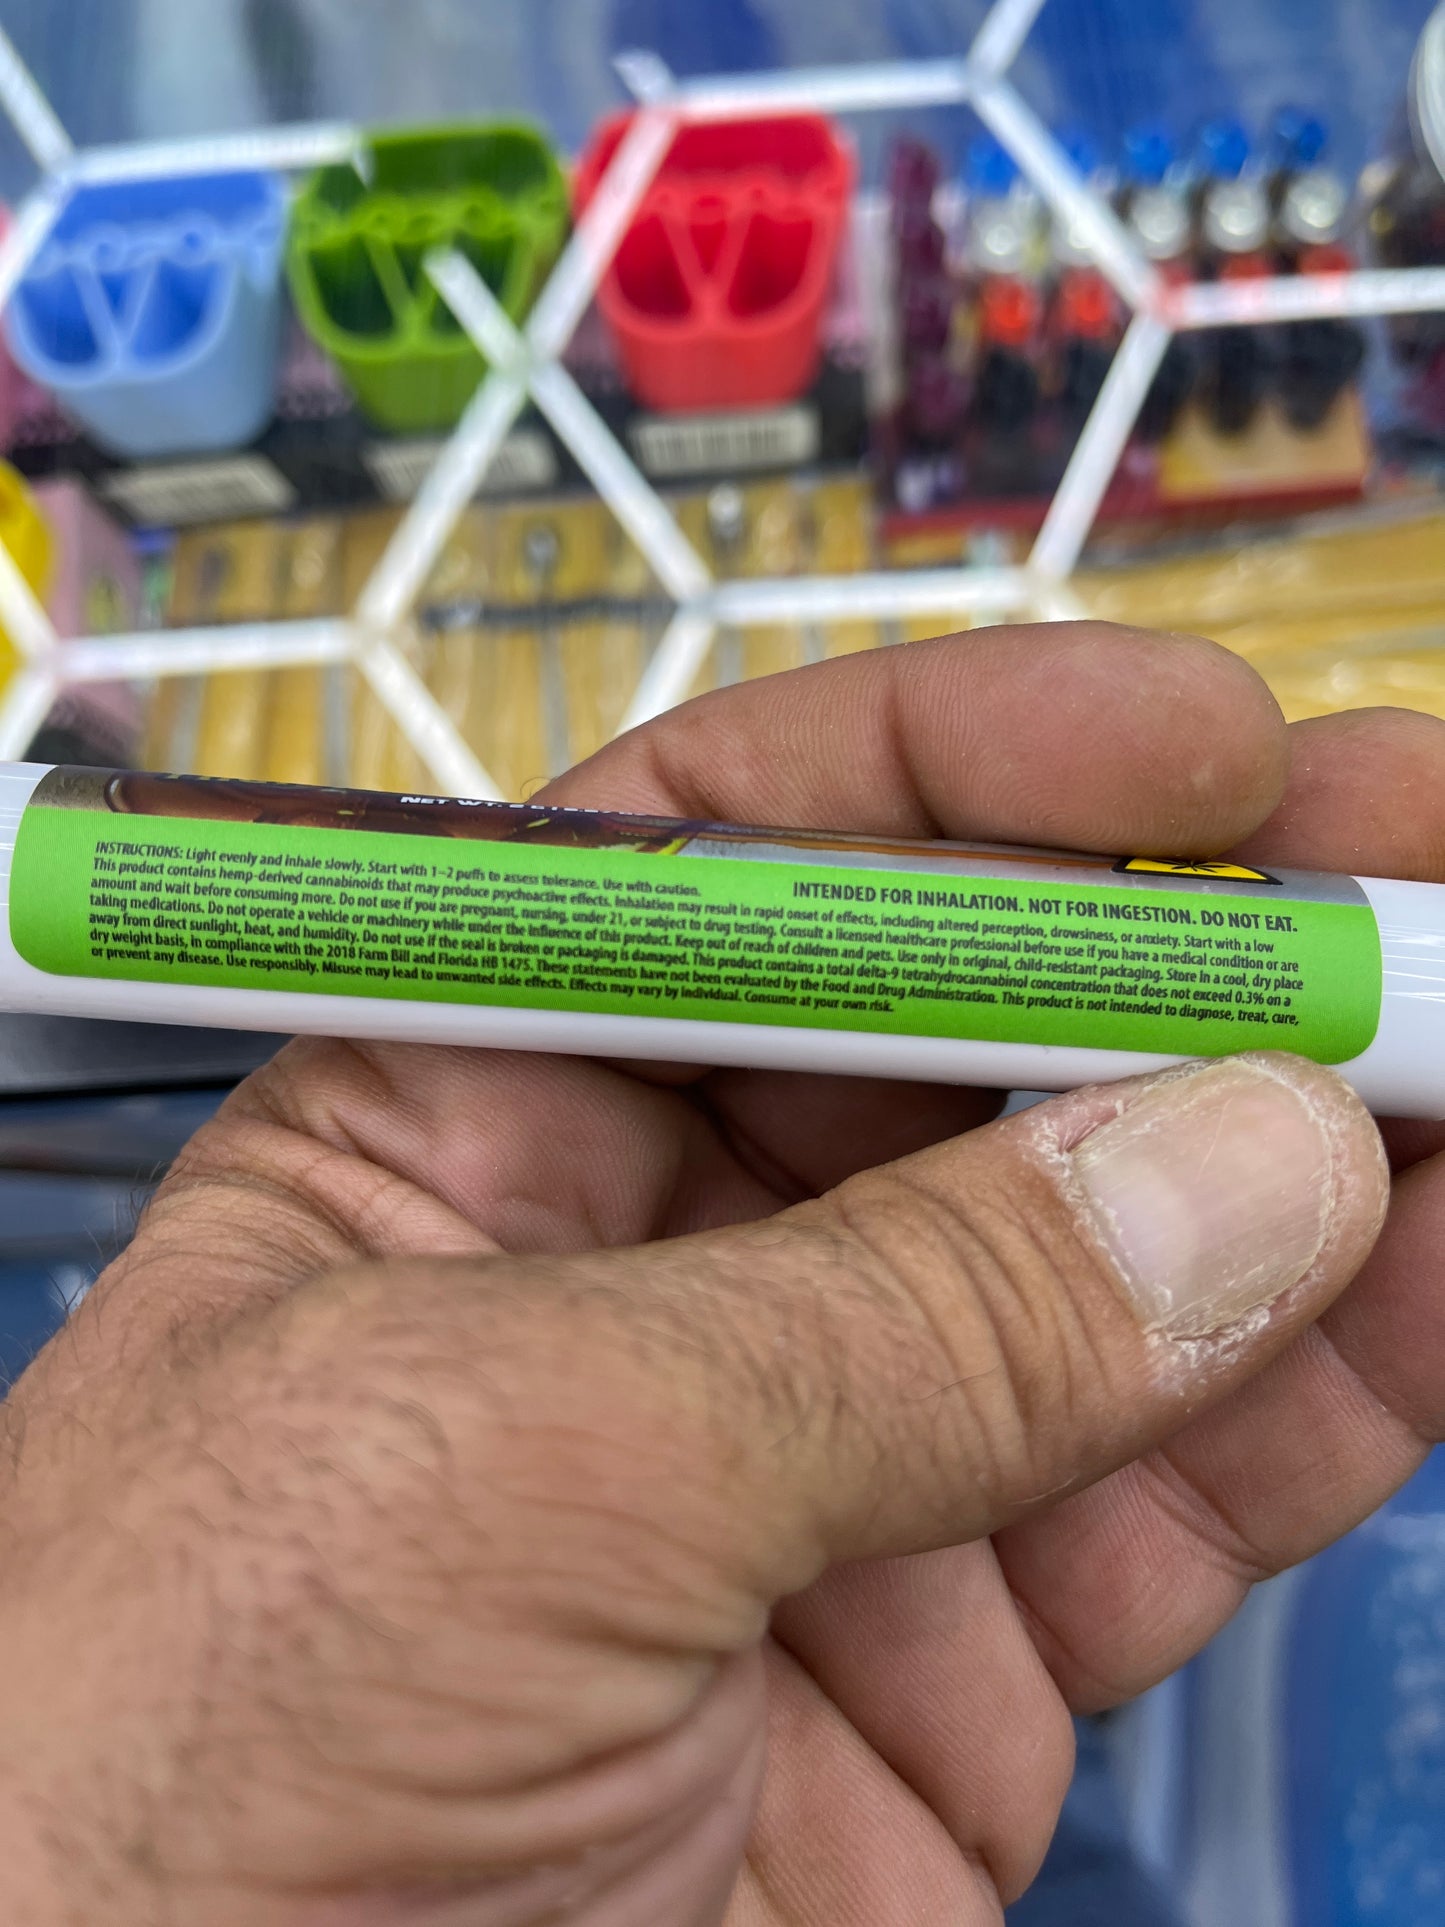 NET WT. 2
INSTRUCTIONS: Light evenly and inhale slowly. Start with 1–2 puffs to assess tolerance. Use with caution.
INTENDED FOR INHALATION. NOT FOR INGESTION. DO NOT EAT.
This product contains hemp-derived cannabinoids that may produce psychoactive effects. Inhalation may result in rapid onset of effects, including altered perception, drowsiness, or anxiety. Start with a low
amount and wait before consuming more. Do not use if you are pregnant, nursing, under 21, or subject to drug testing. Consult a licensed healthcare professional before use if you have a medical condition or are
taking medications. Do not operate a vehicle or machinery while under the influence of this product. Keep out of reach of children and pets. Use only in original, child-resistant packaging. Store in a cool, dry place
away from direct sunlight, heat, and humidity. Do not use if the seal is broken or packaging is damaged. This product contains a total delta-9 tetrahydrocannabinol concentration that does not exceed 0.3% on a
dry weight basis, in compliance with the 2018 Farm Bill and Florida HB 1475. These statements have not been evaluated by the Food and Drug Administration. This product is not intended to diagnose, treat, cure,
or prevent any disease. Use responsibly. Misuse may lead to unwanted side effects. Effects may vary by individual. Consume at your own risk.